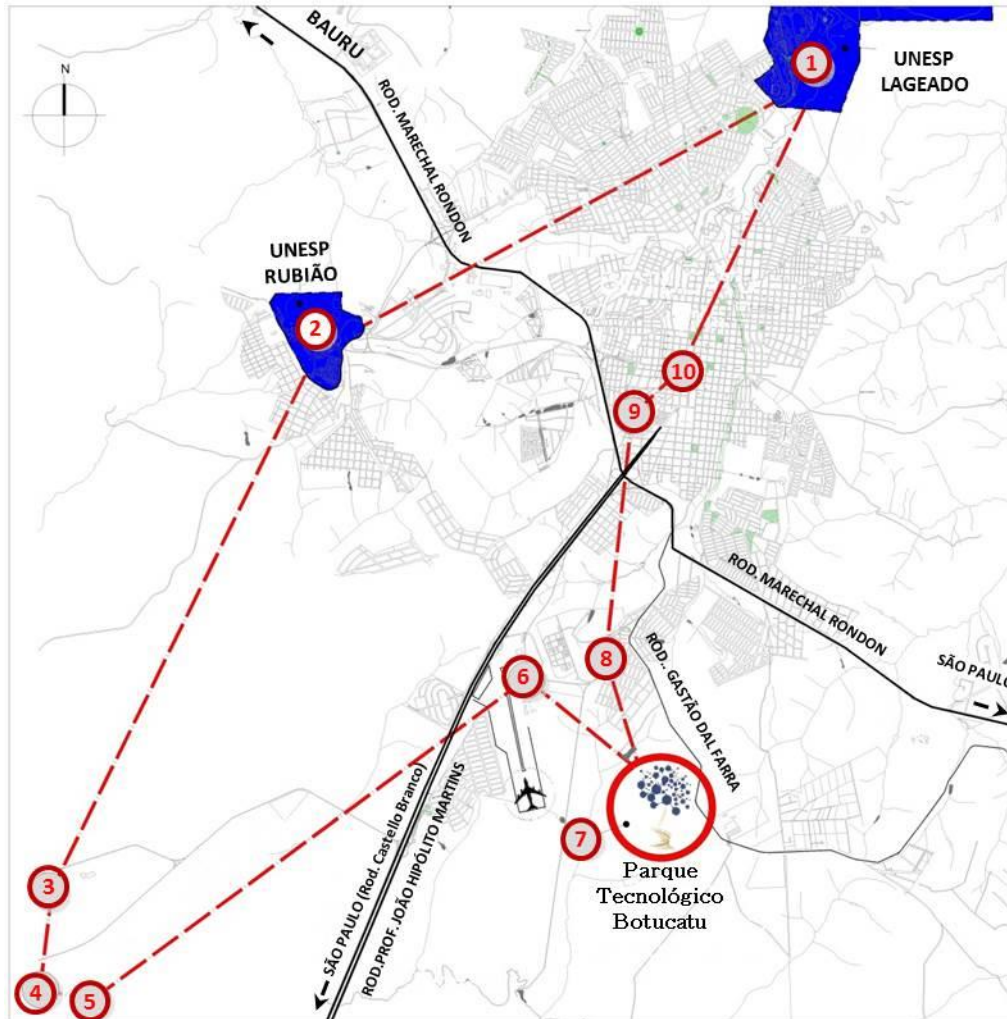 BAURU
1
UNESP
LAGEADO
N
ROD. MARECHAL RONDON
UNESP
RUBIÃO
2
10
9
ROD. MARECHAL RONDON
SÃO PAULO
8
ROD.. GASTÃO DAL FARRA
6
7
Parque
Tecnológico
Botucatu
3
4
5
SÃO PAULO (Rod. Castello Branco)
ROD.PROF. JOÃO HIPÓLITO MARTINS